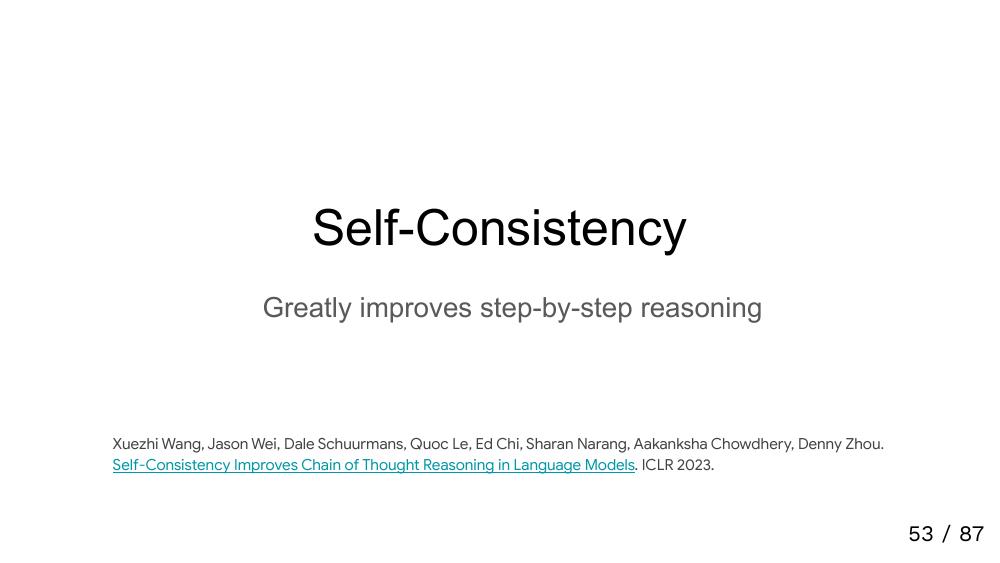 Self-Consistency
Greatly improves step-by-step reasoning
Xuezhi Wang, Jason Wei, Dale Schuurmans, Quoc Le, Ed Chi, Sharan Narang, Aakanksha Chowdhery, Denny Zhou.
Self-Consistency Improves Chain of Thought Reasoning in Language Models. ICLR 2023.
53 / 87